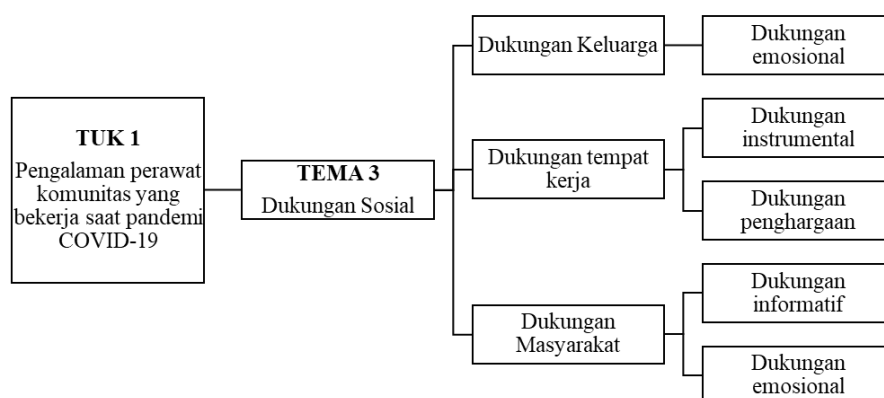 TUK 1
Pengalaman perawat
komunitas yang
bekerja saat pandemi
COVID-19
TEMA 3
Dukungan Sosial
Dukungan Keluarga
Dukungan
emosional
Dukungan tempat
kerja
Dukungan
instrumental
Dukungan
penghargaan
Dukungan
Masyarakat
Dukungan
informatif
Dukungan
emosional